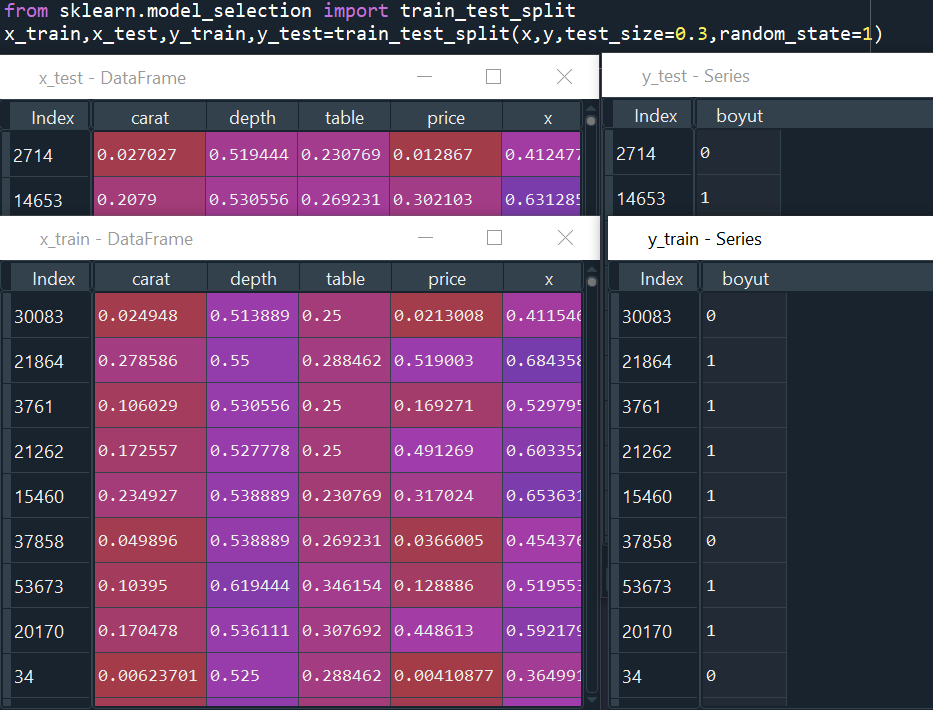 from sklearn.model_selection import train_test_split
x_train,x_test,y_train,y_test=train_test_split(x,y,test_size=0.3,random_state=1)
x_test - DataFrame
Index carat depth table price x
2714 0.027027 0.519444 0.230769 0.012867 0.412477
14653 0.2079 0.530556 0.269231 0.302103 0.631285
y_test - Series
Index boyut
2714 0
14653 1
x_train - DataFrame
Index carat depth table price x
30083 0.024948 0.513889 0.25 0.0213008 0.411546
21864 0.278586 0.55 0.288462 0.519003 0.684358
3761 0.106029 0.530556 0.25 0.169271 0.529795
21262 0.172557 0.527778 0.25 0.491269 0.603352
15460 0.234927 0.538889 0.230769 0.317024 0.653631
37858 0.049896 0.538889 0.269231 0.0366005 0.454376
53673 0.10395 0.619444 0.346154 0.128886 0.519553
20170 0.170478 0.536111 0.307692 0.448613 0.592179
34 0.00623701 0.525 0.288462 0.00410877 0.364991
y_train - Series
Index boyut
30083 0
21864 1
3761 1
21262 1
15460 1
37858 0
53673 1
20170 1
34 0